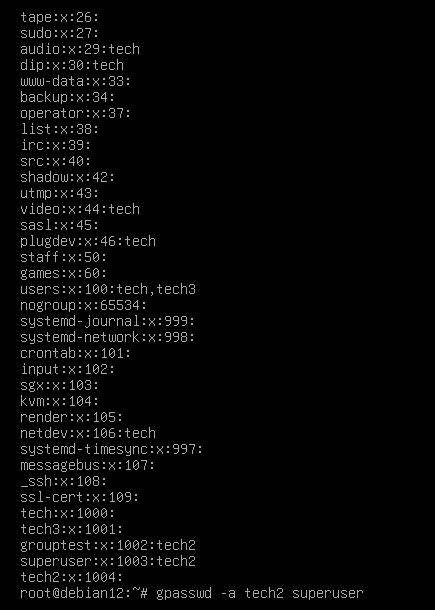 tape:x:26:
sudo:x:27:
audio:x:29:tech
dip:x:30:tech
www-data:x:33:
backup:x:34:
operator:x:37:
list:x:38:
irc:x:39:
src:x:40:
shadow:x:42:
utmp:x:43:
video:x:44:tech
sasl:x:45:
plugdev:x:46:tech
staff:x:50:
games:x:60:
users:x:100:tech,tech3
nogroup:x:65534:
systemd-journal:x:999:
systemd-network:x:998:
crontab:x:101:
input:x:102:
sgx:x:103:
kvm:x:104:
render:x:105:
netdev:x:106:tech
systemd-timesync:x:997:
messagebus:x:107:
_ssh:x:108:
ssl-cert:x:109:
tech:x:1000:
tech3:x:1001:
grouptest:x:1002:tech2
superuser:x:1003:tech2
tech2:x:1004:
root@debian12:~# gpasswd -a tech2 superuser